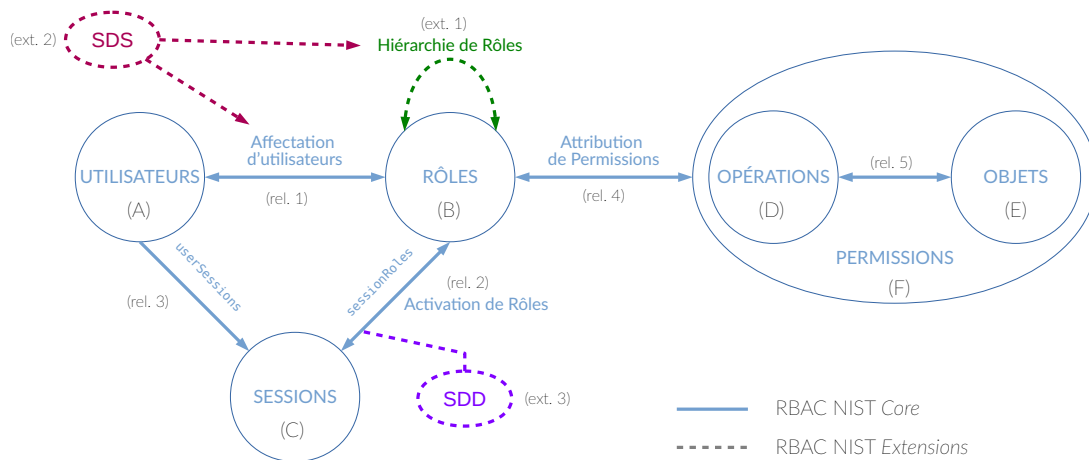 (ext. 2)
SDS
(ext. 1)
Hiérarchie de Rôles
Affectation
d'utilisateurs
(rel. 1)
Attribution
de Permissions
(rel. 4)
UTILISATEURS
(A)
RÔLES
(B)
OPÉRATIONS
(D)
(rel. 5)
OBJETS
(E)
PERMISSIONS
(F)
userSessions
(rel. 3)
sessionRoles
(rel. 2)
Activation de Rôles
SESSIONS
(C)
SDD
(ext. 3)
RBAC NIST Core
RBAC NIST Extensions